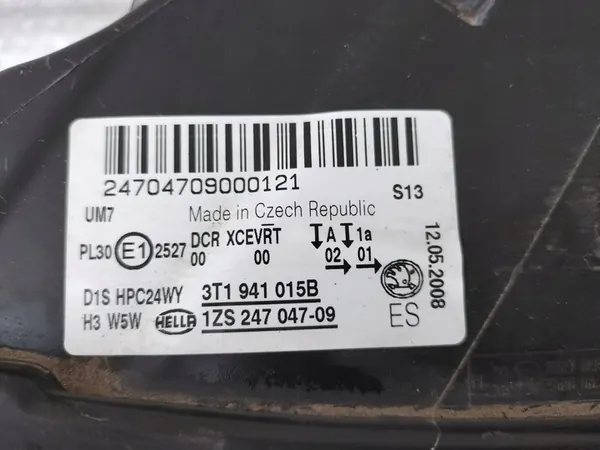 24704709000121
S13
UM7
Made in Czech Republic
12.05.2008
PL30 E1 2527 DCR XCEVRT A 1a
00 00 02 01
D1S HPC24WY 3T1 941 015B
H3 W5W HELLA 1ZS 247 047-09
ES